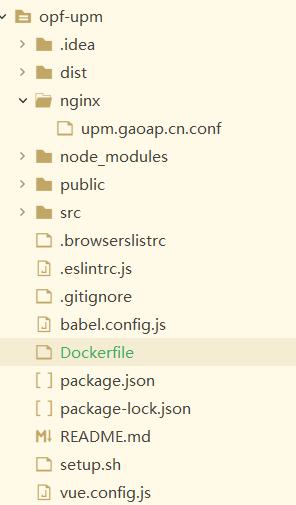 opf-upm
.idea
dist
nginx
upm.gaoap.cn.conf
node_modules
public
src
.browserslistrc
.eslintrc.js
.gitignore
babel.config.js
Dockerfile
package.json
package-lock.json
README.md
setup.sh
vue.config.js